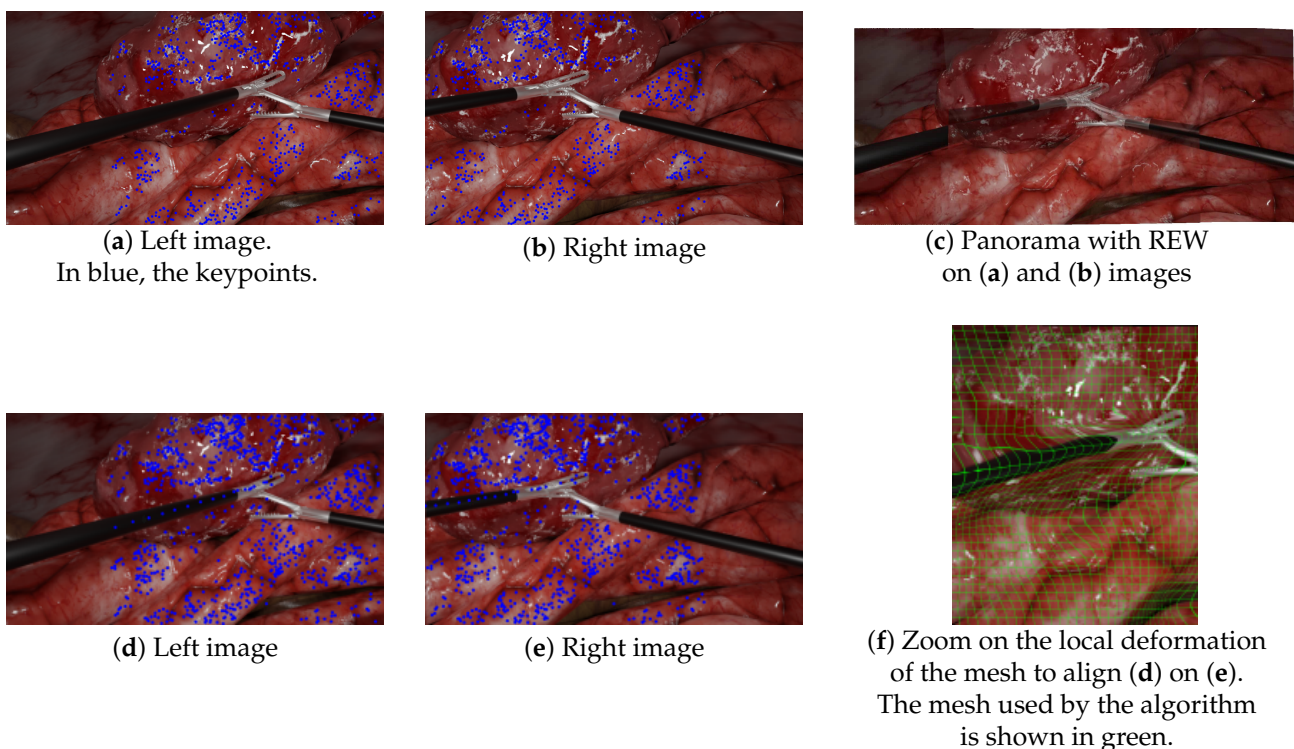 (a) Left image.
In blue, the keypoints.
(b) Right image
(c) Panorama with REW
on (a) and (b) images
(d) Left image
(e) Right image
(f) Zoom on the local deformation
of the mesh to align (d) on (e).
The mesh used by the algorithm
is shown in green.